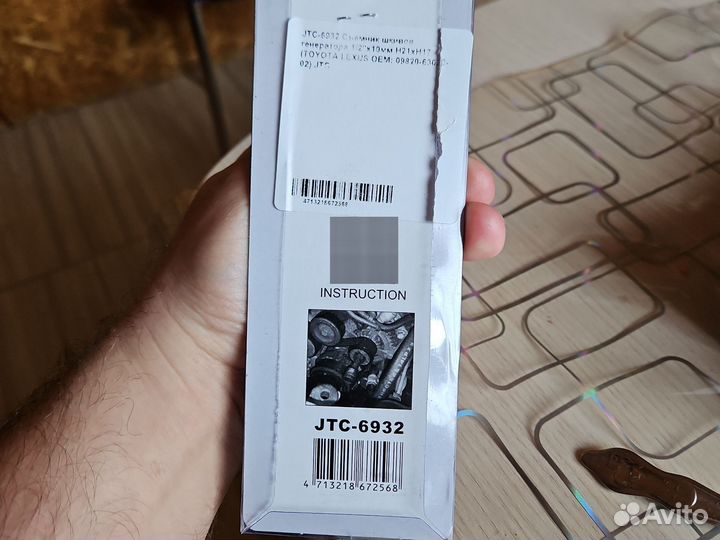 JTC-6932 Съемник шкивов
генератора 1/2"x10мм H21xH17
(TOYOTA LEXUS OEM: 09820-63020-
02) JTC
4713218672568
INSTRUCTION
JTC-6932
4 713218 672568
Avito